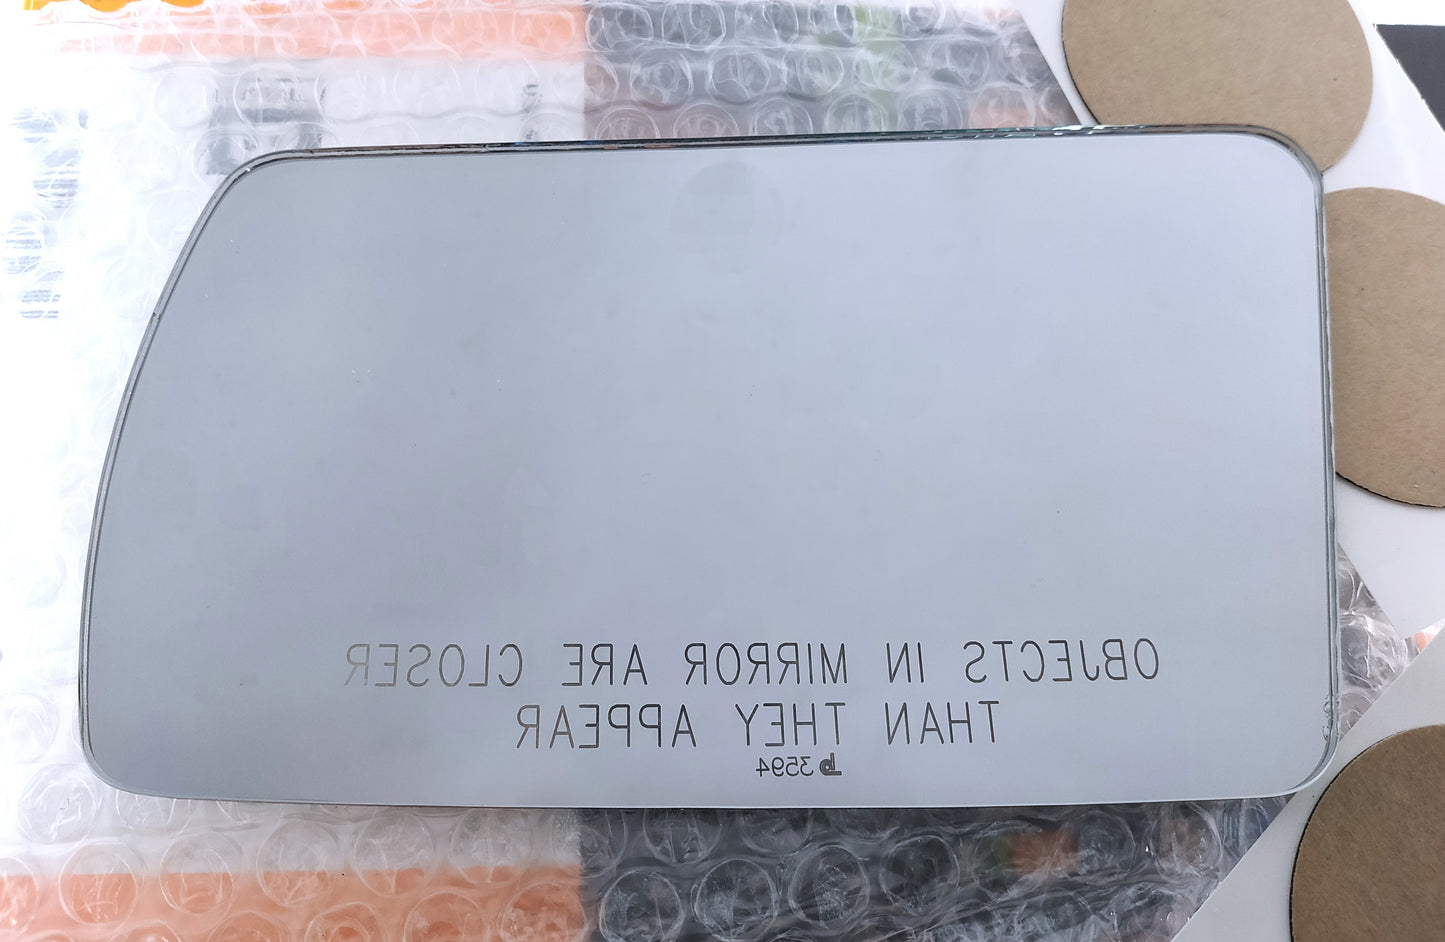 OBJECTS IN MIRROR ARE CLOSER
THAN THEY APPEAR
3594